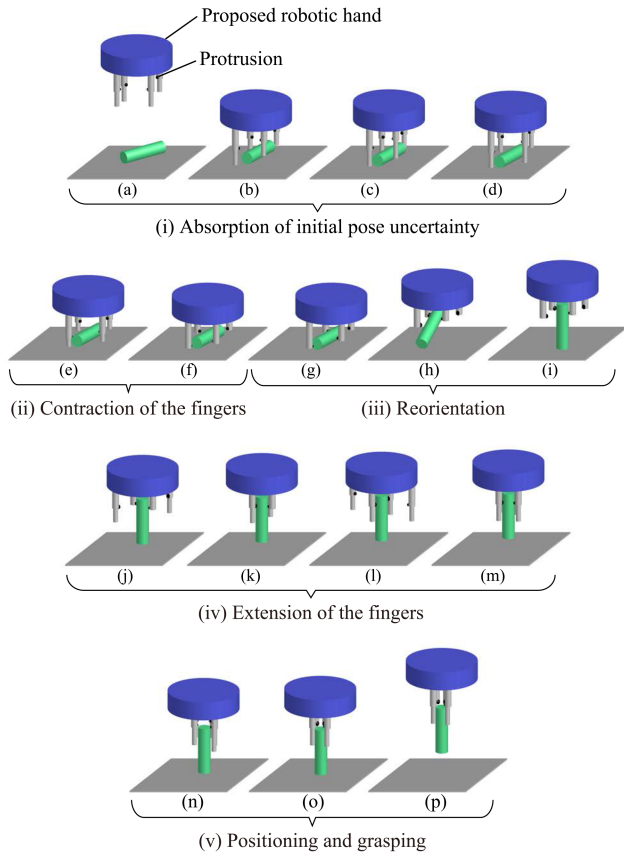 Proposed robotic hand
Protrusion
(a)
(b)
(c)
(d)
(i) Absorption of initial pose uncertainty
(e)
(f)
(g)
(h)
(i)
(ii) Contraction of the fingers
(iii) Reorientation
(j)
(k)
(l)
(m)
(iv) Extension of the fingers
(n)
(o)
(p)
(v) Positioning and grasping